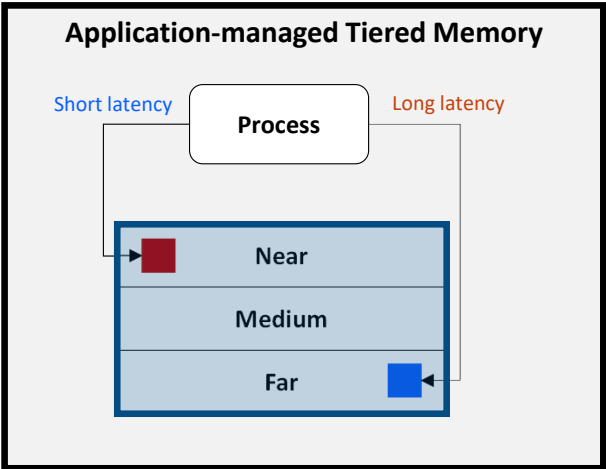 Application-managed Tiered Memory
Short latency
Process
Long latency
Near
Medium
Far